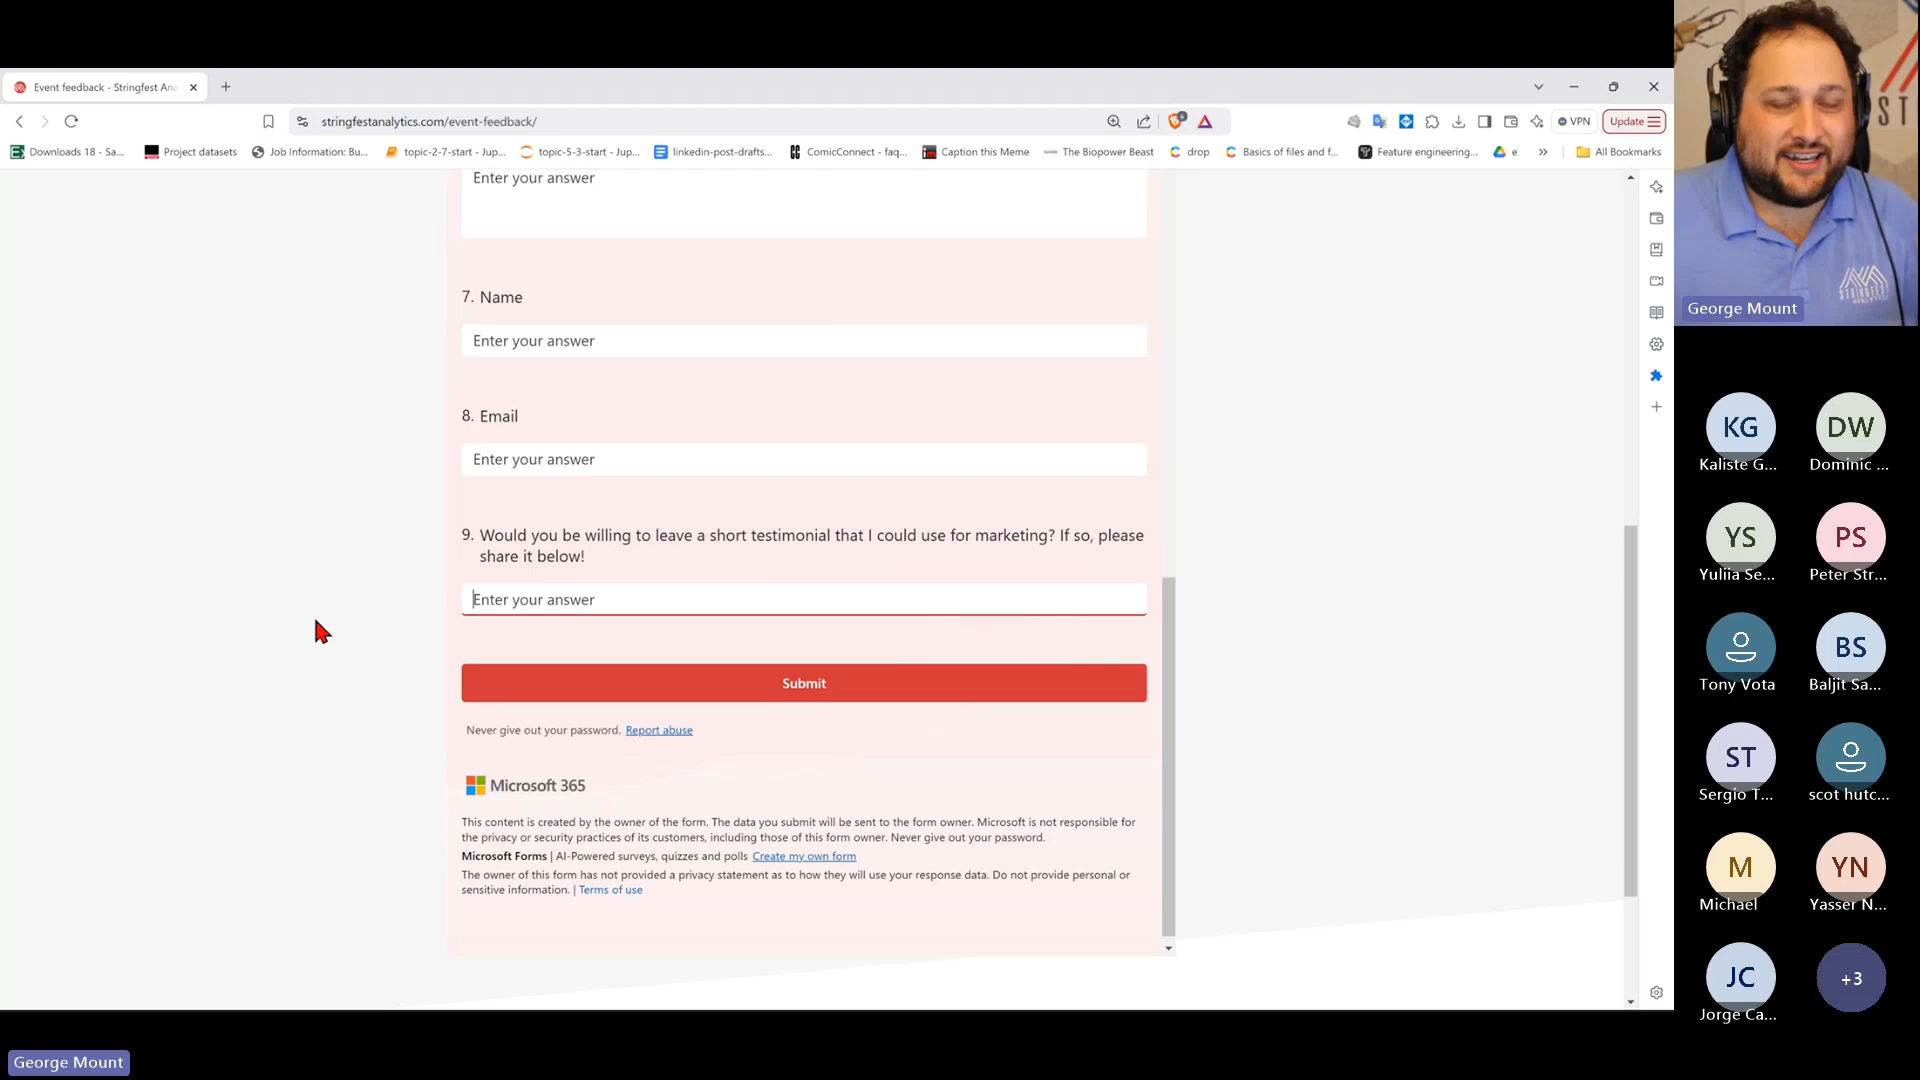 Event feedback - Stringfest Ana
stringfestanalytics.com/event-feedback/
6
VPN
Update
Downloads 18 - Sa...
Project datasets
Job Information: Bu...
topic-2-7-start - Jup...
topic-5-3-start - Jup...
linkedin-post-drafts...
ComicConnect - faq...
Caption this Meme
The Biopower Beast
drop
Basics of files and f...
Feature engineering...
e
All Bookmarks
Enter your answer
7. Name
Enter your answer
8. Email
Enter your answer
9. Would you be willing to leave a short testimonial that I could use for marketing? If so, please
share it below!
Enter your answer
Submit
Never give out your password. Report abuse
Microsoft 365
This content is created by the owner of the form. The data you submit will be sent to the form owner. Microsoft is not responsible for
the privacy or security practices of its customers, including those of this form owner. Never give out your password.
Microsoft Forms | AI-Powered surveys, quizzes and polls Create my own form
The owner of this form has not provided a privacy statement as to how they will use your response data. Do not provide personal or
sensitive information. | Terms of use
George Mount
STRINGFEST
ANALYTICS
George Mount
KG
Kaliste G...
DW
Dominic ...
YS
Yuliia Se...
PS
Peter Str...
Tony Vota
BS
Baljit Sa...
ST
Sergio T...
scot hutc...
M
Michael
YN
Yasser N...
JC
Jorge Ca...
+3